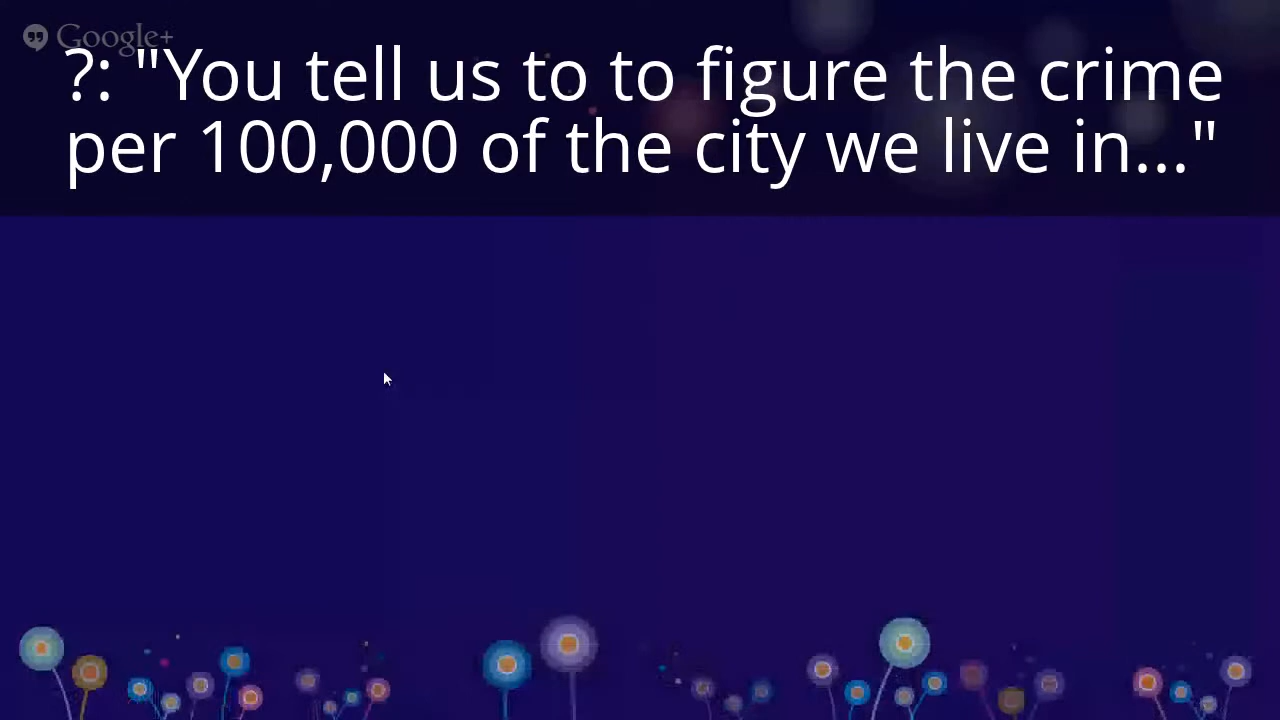 Google+
?: "You tell us to to figure the crime
per 100,000 of the city we live in..."